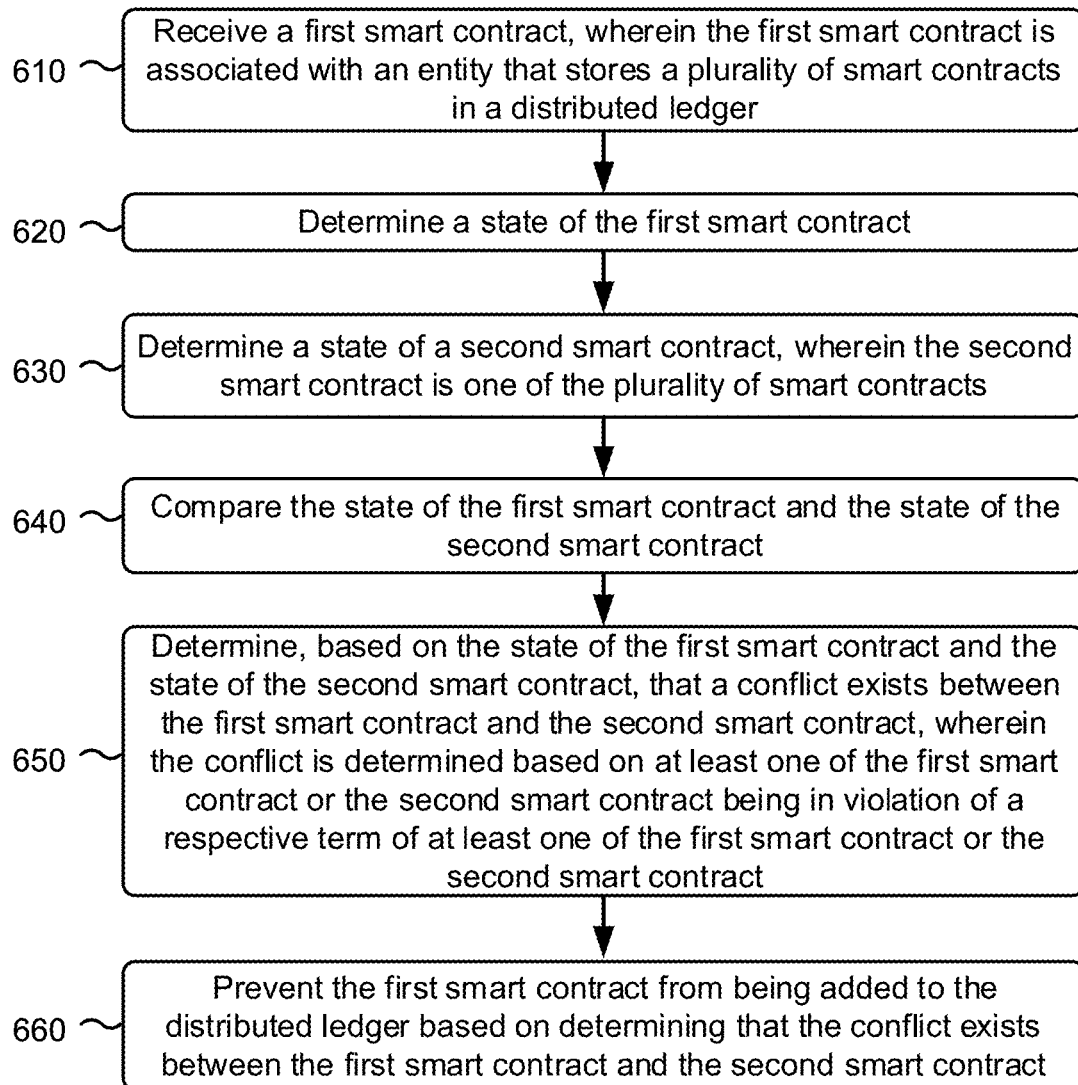 Receive a first smart contract, wherein the first smart contract is
610
associated with an entity that stores a plurality of smart contracts
in a distributed ledger
620
Determine a state of the first smart contract
Determine a state of a second smart contract, wherein the second
630
smart contract is one of the plurality of smart contracts
Compare the state of the first smart contract and the state of the
640
second smart contract
Determine, based on the state of the first smart contract and the
state of the second smart contract, that a conflict exists between
the first smart contract and the second smart contract, wherein
650
the conflict is determined based on at least one of the first smart
contract or the second smart contract being in violation of a
respective term of at least one of the first smart contract or the
second smart contract
Prevent the first smart contract from being added to the
660
distributed ledger based on determining that the conflict exists
between the first smart contract and the second smart contract